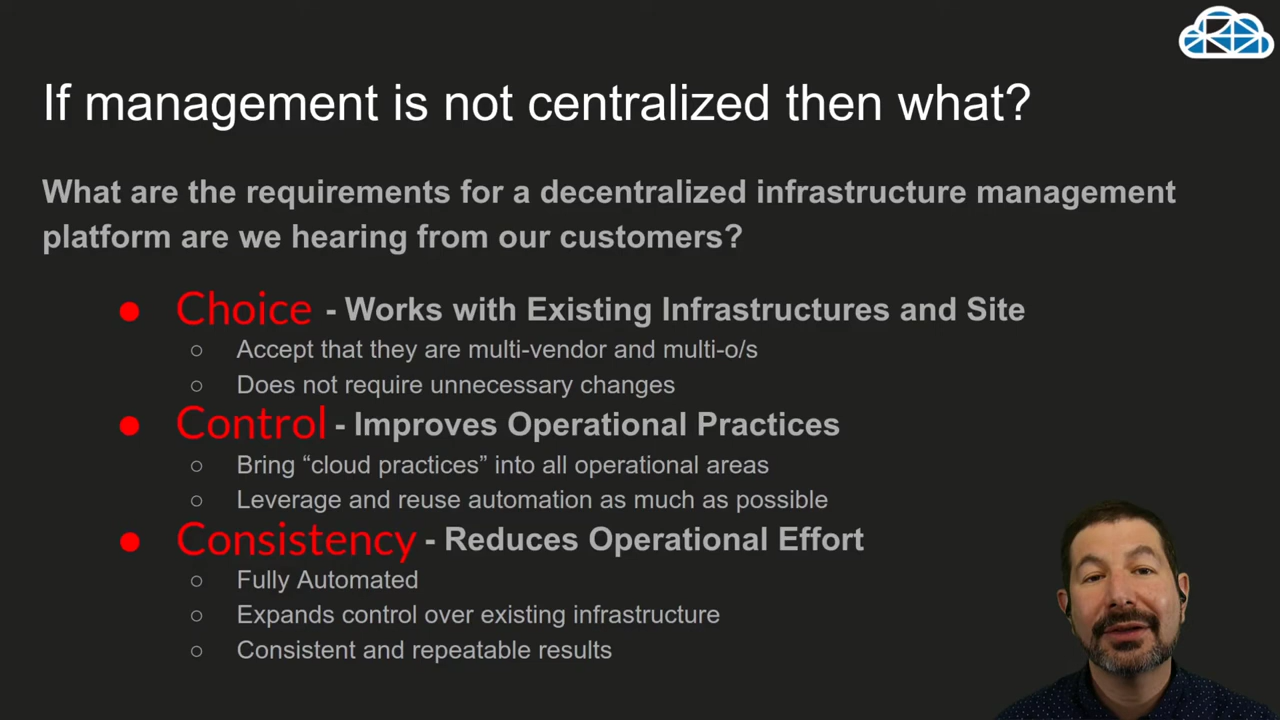 If management is not centralized then what?
What are the requirements for a decentralized infrastructure management
platform are we hearing from our customers?
Choice - Works with Existing Infrastructures and Site
Accept that they are multi-vendor and multi-o/s
Does not require unnecessary changes
Control - Improves Operational Practices
Bring “cloud practices” into all operational areas
Leverage and reuse automation as much as possible
Consistency - Reduces Operational Effort
Fully Automated
Expands control over existing infrastructure
Consistent and repeatable results